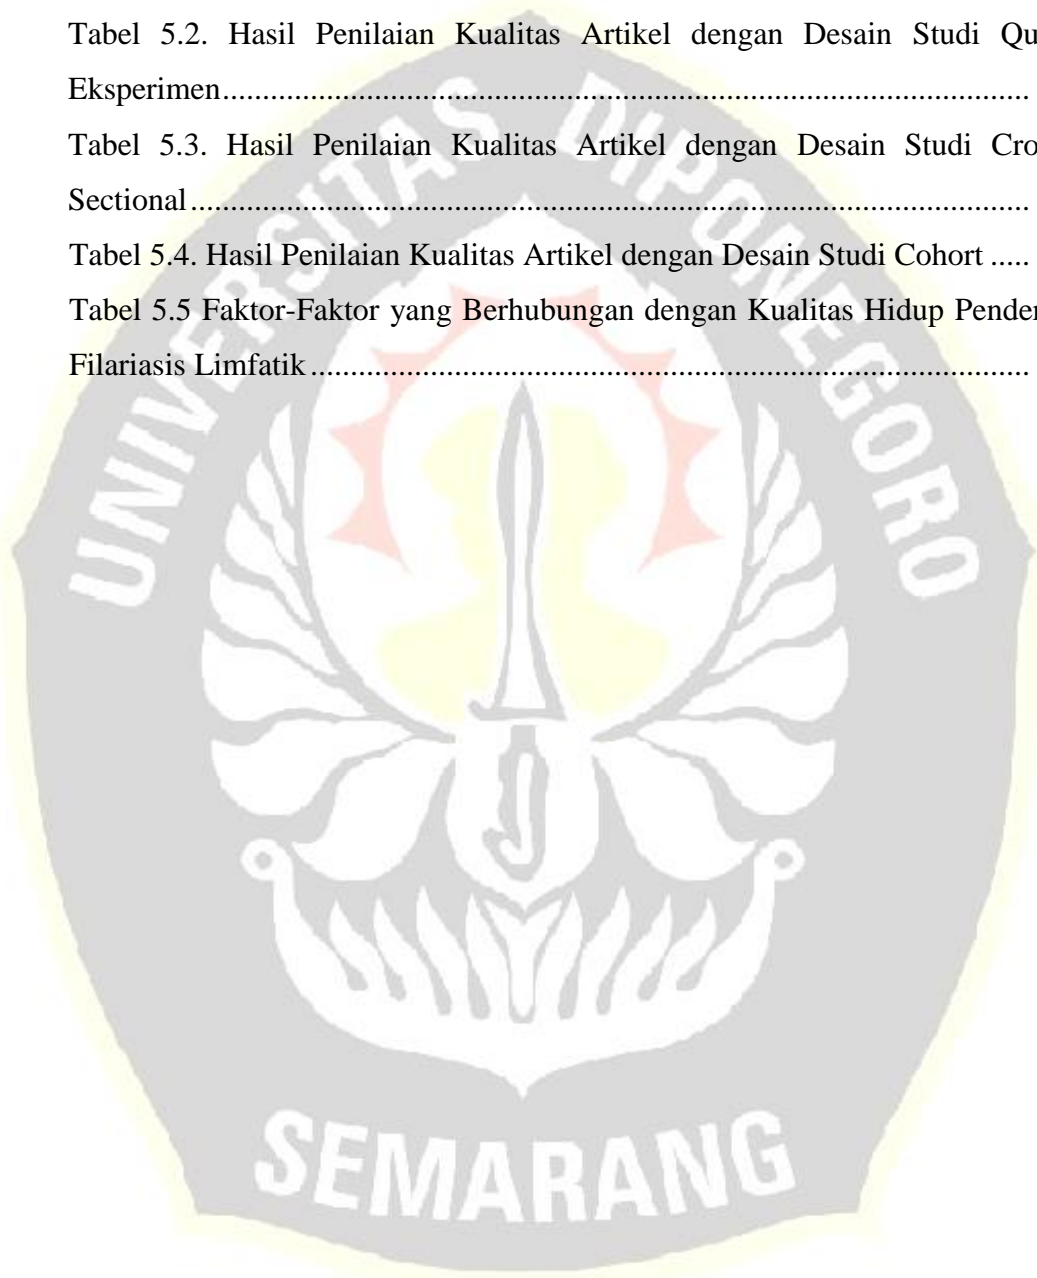 Tabel 5.2. Hasil Penilaian Kualitas Artikel dengan Desain Studi Qu
Eksperimen.....................................................................................
Tabel 5.3. Hasil Penilaian Kualitas Artikel dengan Desain Studi Cro
Sectional.........................................................................................
Tabel 5.4. Hasil Penilaian Kualitas Artikel dengan Desain Studi Cohort .....
Tabel 5.5 Faktor-Faktor yang Berhubungan dengan Kualitas Hidup Pender
Filariasis Limfatik..........................................................................................
UNIVERSITAS DIPONEGORO
SEMARANG